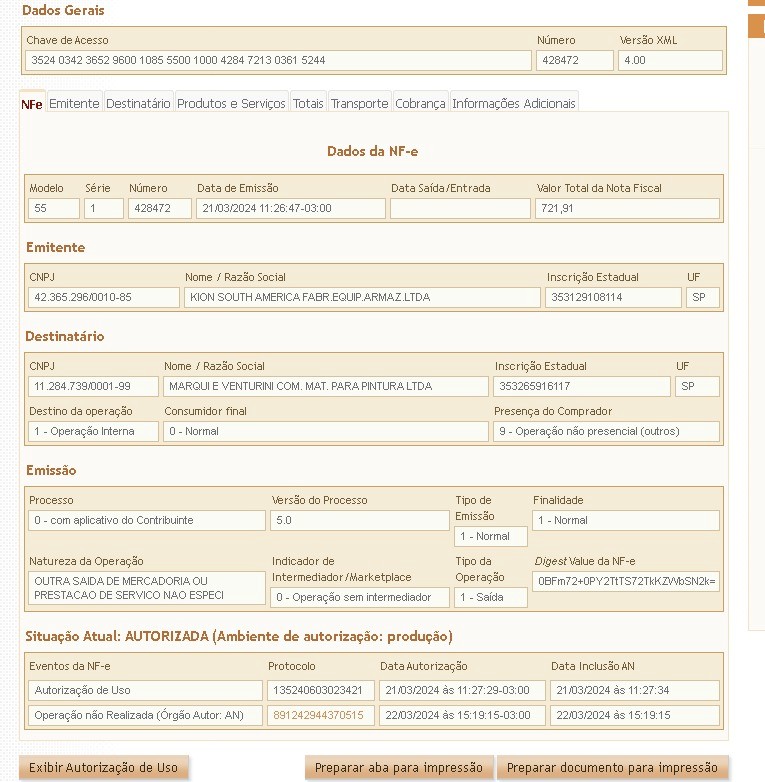 Dados Gerais
Chave de Acesso Número Versão XML
3524 0342 3652 9600 1085 5500 1000 4284 7213 0361 5244 428472 4.00
NFe Emitente Destinatário Produtos e Serviços Totais Transporte Cobrança Informações Adicionais
Dados da NF-e
Modelo Série Número Data de Emissão Data Saída/Entrada Valor Total da Nota Fiscal
55 1 428472 21/03/2024 11:26:47-03:00 721,91
Emitente
CNPJ Nome / Razão Social Inscrição Estadual UF
42.365.296/0010-85 KION SOUTH AMERICA FABR.EQUIP.ARMAZ.LTDA 353129108114 SP
Destinatário
CNPJ Nome / Razão Social Inscrição Estadual UF
11.284.739/0001-99 MARQUI E VENTURINI COM. MAT. PARA PINTURA LTDA 353265916117 SP
Destino da operação Consumidor final Presença do Comprador
1 - Operação Interna 0 - Normal 9 - Operação não presencial (outros)
Emissão
Processo Versão do Processo Tipo de Emissão Finalidade
0 - com aplicativo do Contribuinte 5.0 1 - Normal 1 - Normal
Natureza da Operação Indicador de Intermediador/Marketplace Tipo da Operação Digest Value da NF-e
OUTRA SAIDA DE MERCADORIA OU
PRESTACAO DE SERVICO NAO ESPECI 0 - Operação sem intermediador 1 - Saída 0BFm72+0PY2TtTS72TkKZWbSN2k=
Situação Atual: AUTORIZADA (Ambiente de autorização: produção)
Eventos da NF-e Protocolo Data Autorização Data Inclusão AN
Autorização de Uso 135240603023421 21/03/2024 às 11:27:29-03:00 21/03/2024 às 11:27:34
Operação não Realizada (Órgão Autor: AN) 891242944370515 22/03/2024 às 15:19:15-03:00 22/03/2024 às 15:19:15
Exibir Autorização de Uso Preparar aba para impressão Preparar documento para impressão